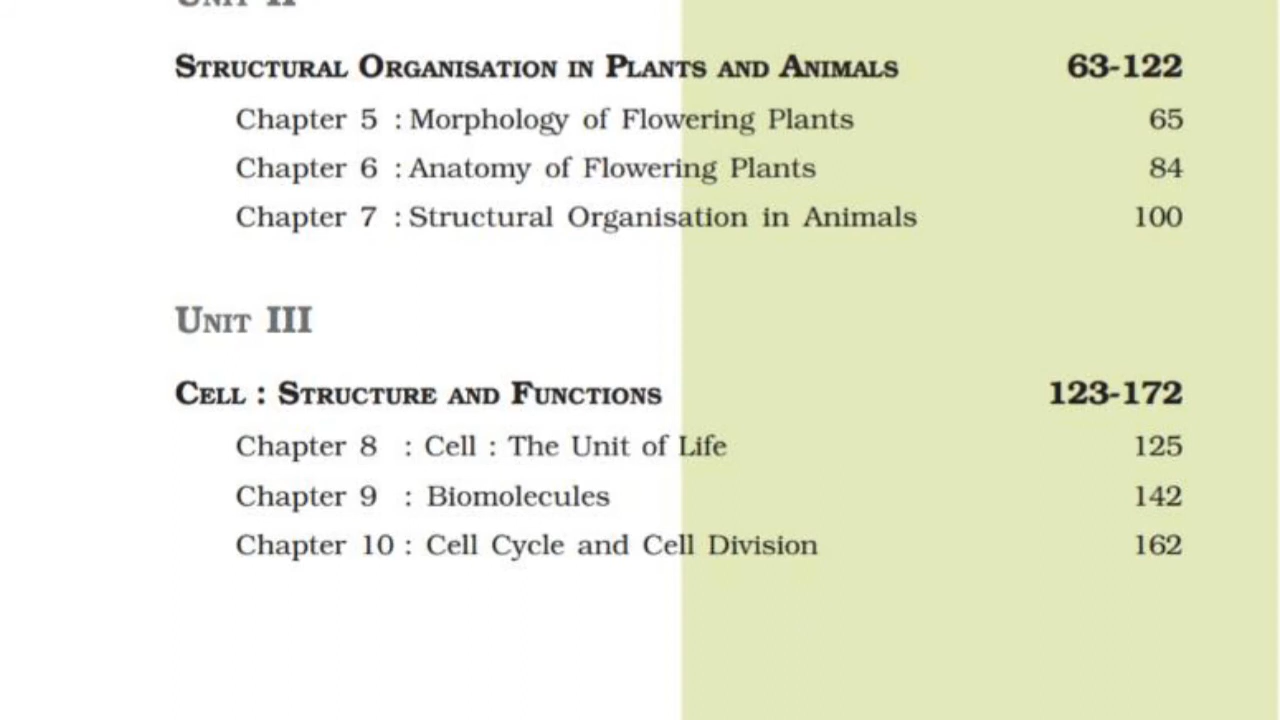 UNIT II
STRUCTURAL ORGANISATION IN PLANTS AND ANIMALS 63-122
Chapter 5 : Morphology of Flowering Plants 65
Chapter 6 : Anatomy of Flowering Plants 84
Chapter 7 : Structural Organisation in Animals 100
UNIT III
CELL : STRUCTURE AND FUNCTIONS 123-172
Chapter 8 : Cell : The Unit of Life 125
Chapter 9 : Biomolecules 142
Chapter 10 : Cell Cycle and Cell Division 162